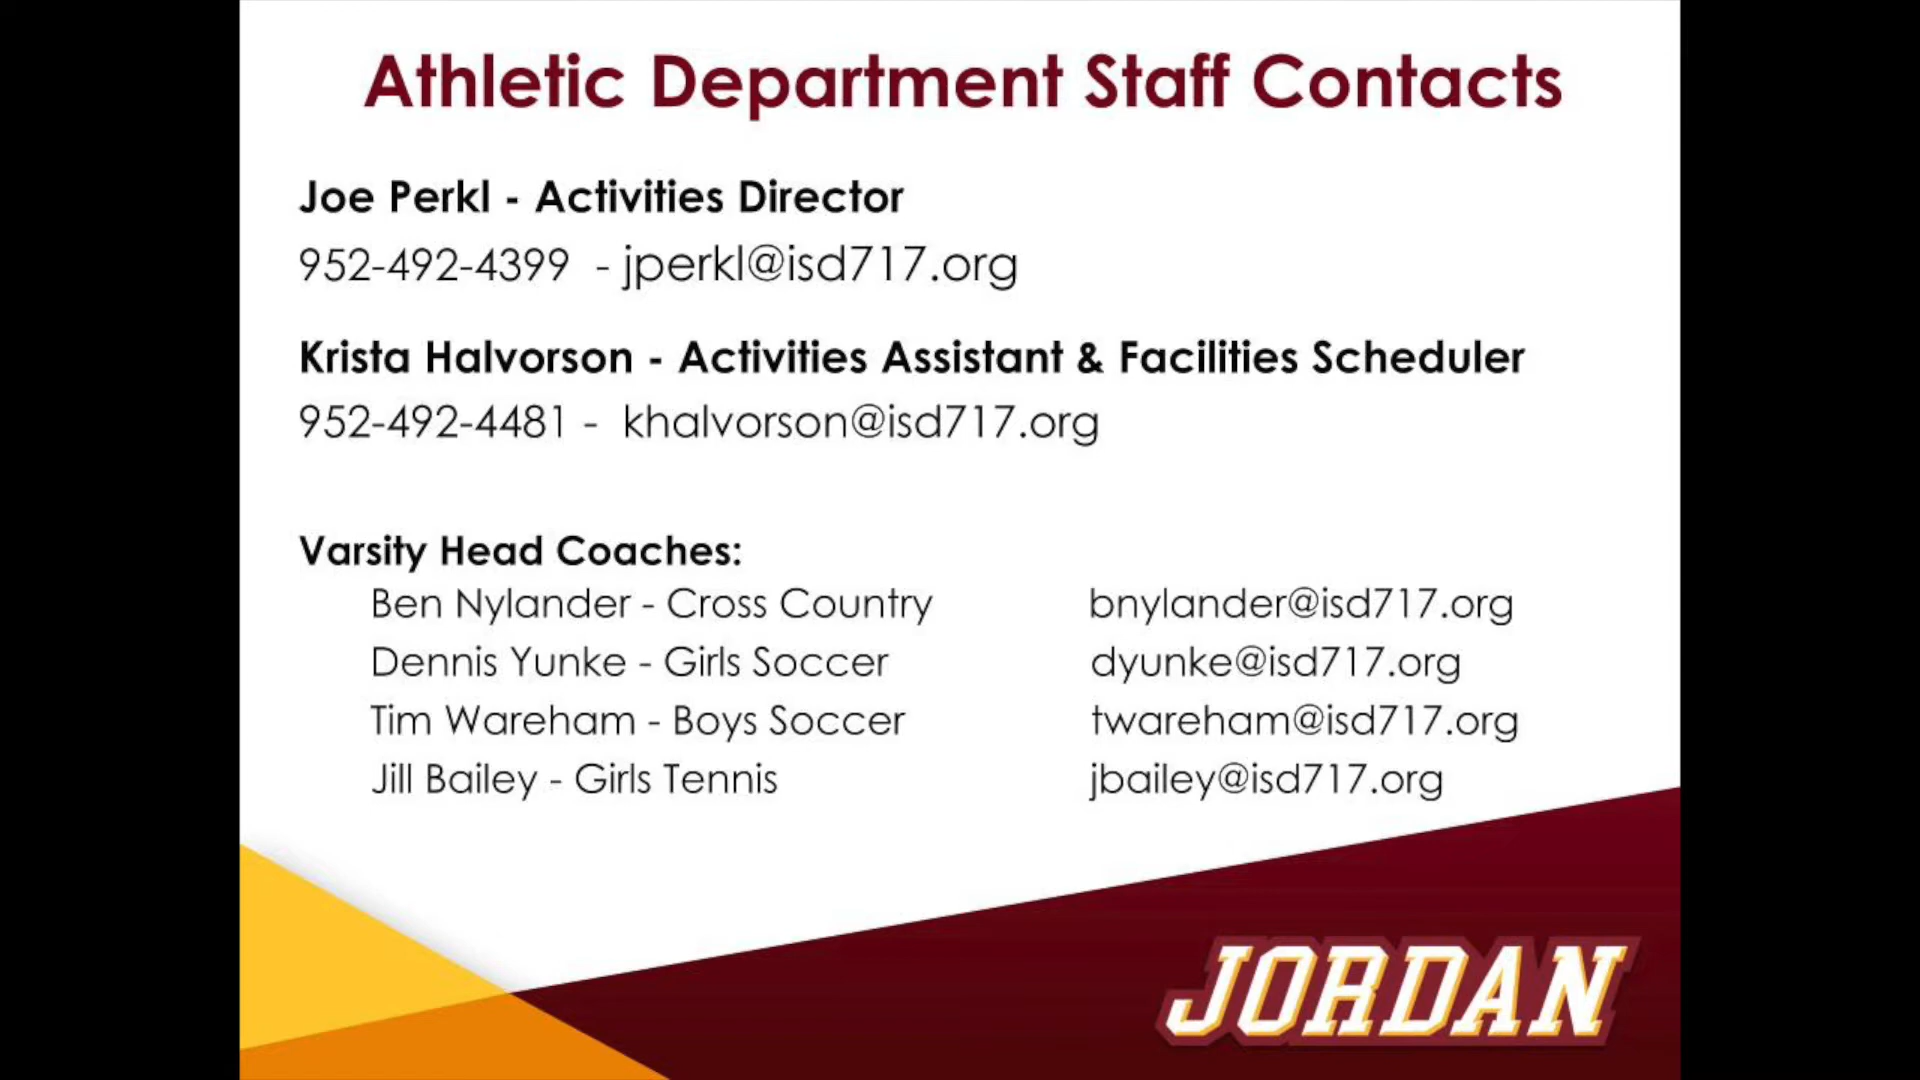 Athletic Department Staff Contacts
Joe Perkl - Activities Director
952-492-4399 - jperkl@isd717.org
Krista Halvorson - Activities Assistant & Facilities Scheduler
952-492-4481 - khalvorson@isd717.org
Varsity Head Coaches:
Ben Nylander - Cross Country bnylander@isd717.org
Dennis Yunke - Girls Soccer dyunke@isd717.org
Tim Wareham - Boys Soccer twareham@isd717.org
Jill Bailey - Girls Tennis jbailey@isd717.org
JORDAN